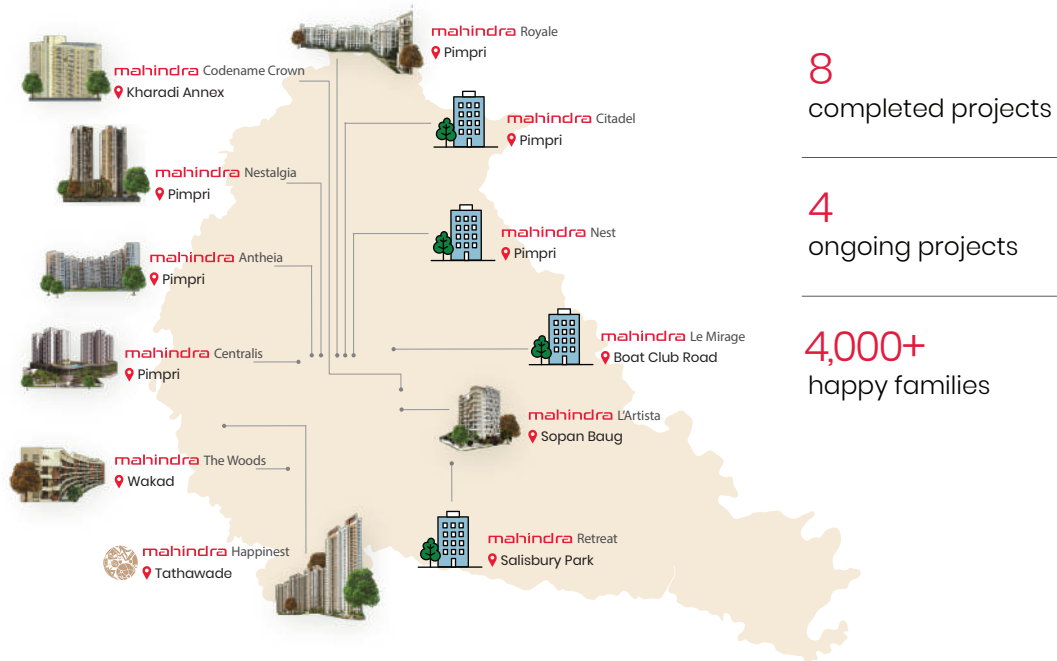 mahindra Royale
Pimpri
mahindra Codename Crown
Kharadi Annex
mahindra Citadel
Pimpri
mahindra Nestalgia
Pimpri
mahindra Nest
Pimpri
mahindra Antheia
Pimpri
mahindra Le Mirage
Boat Club Road
mahindra Centralis
Pimpri
mahindra L'Artista
Sopan Baug
mahindra The Woods
Wakad
mahindra Retreat
Salisbury Park
mahindra Happinest
Tathawade
8
completed projects
4
ongoing projects
4,000+
happy families